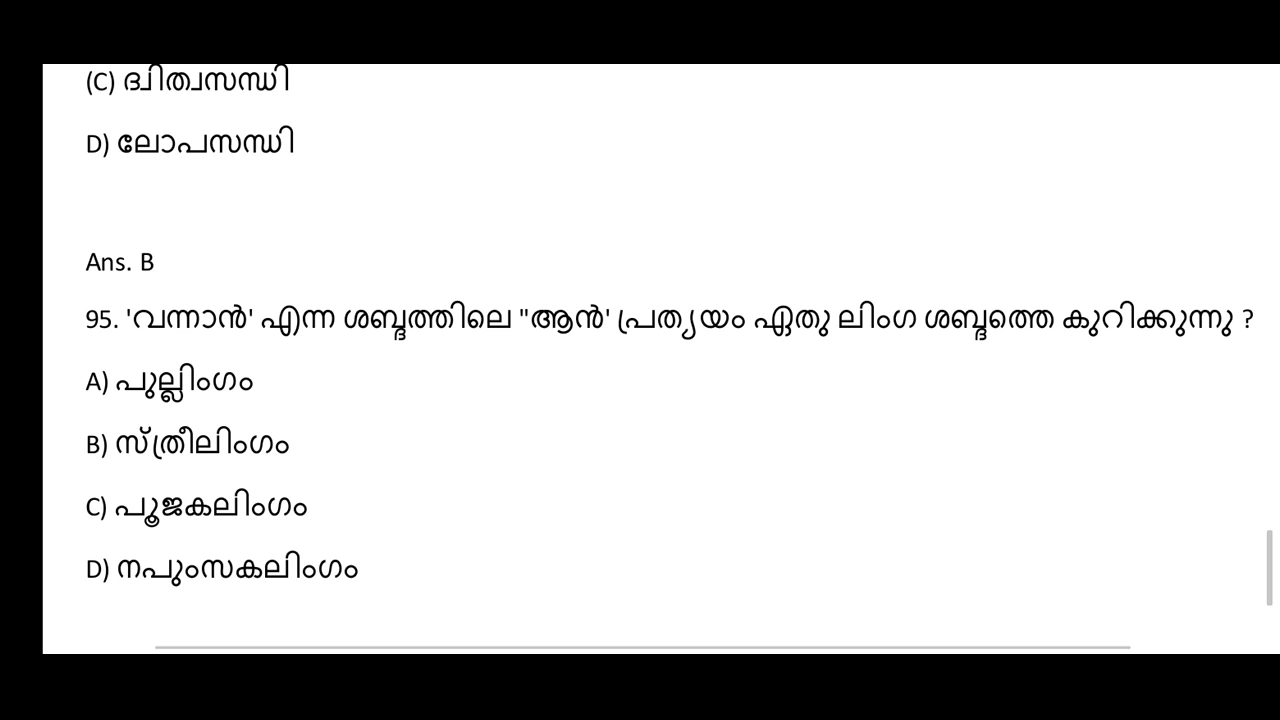 (C) ദ്വിത്വസന്ധി
D) ലോപസന്ധി
Ans. B
95. 'വന്നാൻ' എന്ന ശബ്ദത്തിലെ "ആൻ' പ്രത്യയം ഏതു ലിംഗ ശബ്ദത്തെ കുറിക്കുന്നു ?
A) പുല്ലിംഗം
B) സ്ത്രീലിംഗം
C) പൂജകലിംഗം
D) നപുംസകലിംഗം